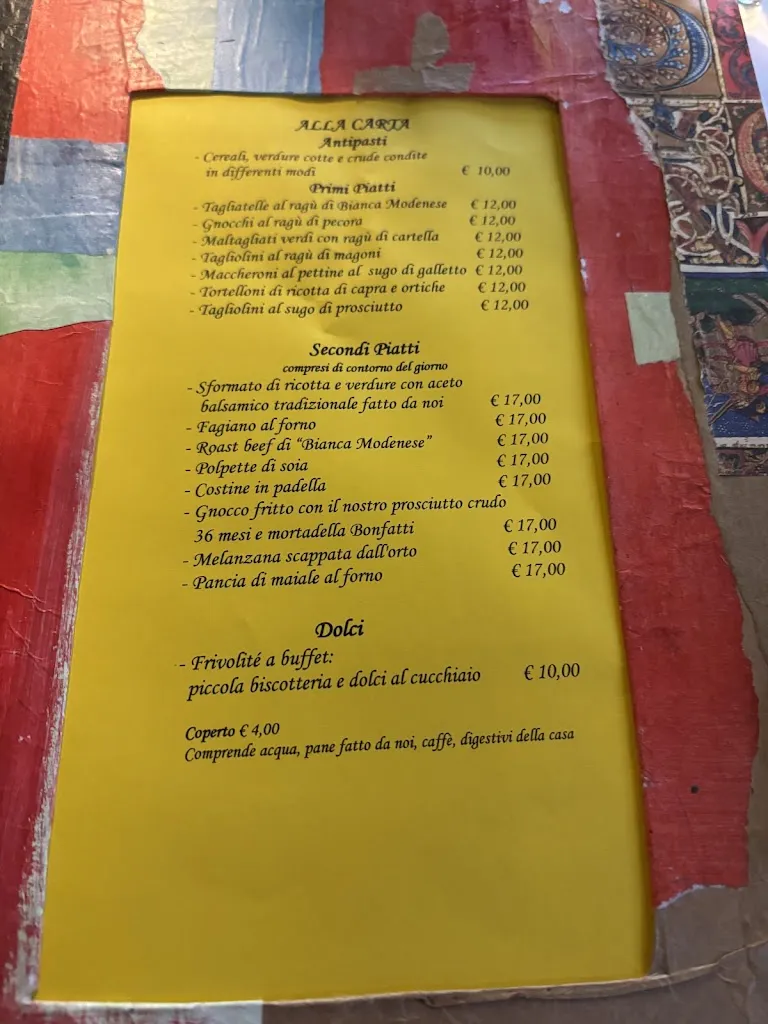 ALLA CARTA
Antipasti
- Cereali, verdure cotte e crude condite
in differenti modi € 10,00
Primi Piatti
- Tagliatelle al ragù di Bianca Modenese € 12,00
- Gnocchi al ragù di pecora € 12,00
- Maltagliati verdi con ragù di cartella € 12,00
- Tagliolini al ragù di magoni € 12,00
- Maccheroni al pettine al sugo di galletto € 12,00
- Tortelloni di ricotta di capra e ortiche € 12,00
- Tagliolini al sugo di prosciutto € 12,00
Secondi Piatti
compresi di contorno del giorno
- Sformato di ricotta e verdure con aceto
balsamico tradizionale fatto da noi € 17,00
- Fagiano al forno € 17,00
- Roast beef di "Bianca Modenese" € 17,00
- Polpette di soia € 17,00
- Costine in padella € 17,00
- Gnocco fritto con il nostro prosciutto crudo
36 mesi e mortadella Bonfatti € 17,00
- Melanzana scappata dall'orto € 17,00
- Pancia di maiale al forno € 17,00
Dolci
- Frivolité a buffet:
piccola biscotteria e dolci al cucchiaio € 10,00
Coperto € 4,00
Comprende acqua, pane fatto da noi, caffè, digestivi della casa